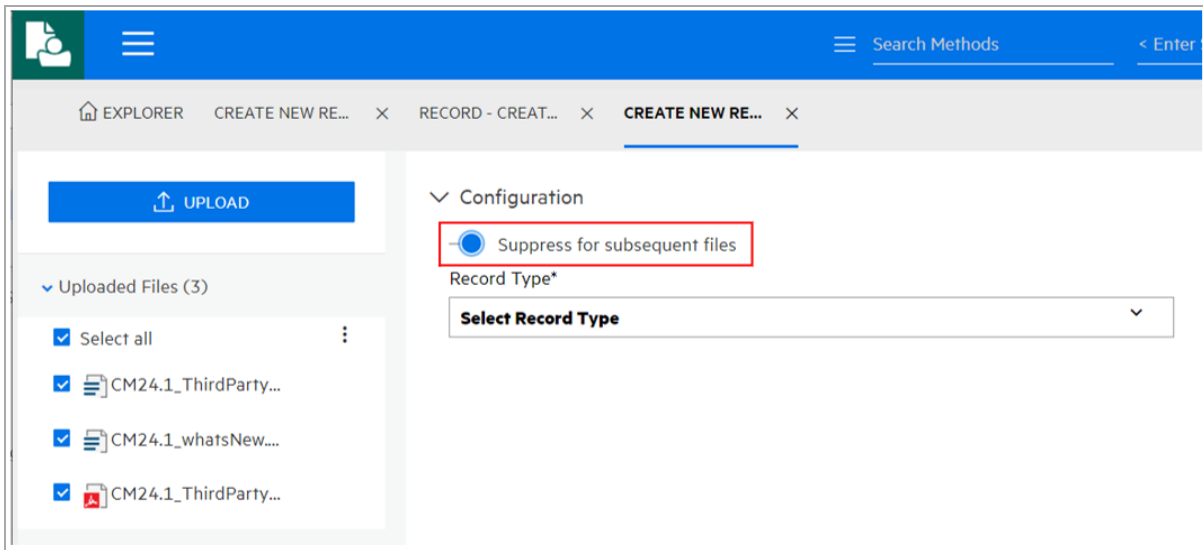 Search Methods
< Enter
EXPLORER
CREATE NEW RE...
RECORD - CREAT...
CREATE NEW RE...
UPLOAD
Configuration
Suppress for subsequent files
Uploaded Files (3)
Record Type*
Select Record Type
Select all
CM24.1_ThirdParty...
CM24.1_whatsNew....
CM24.1_ThirdParty...